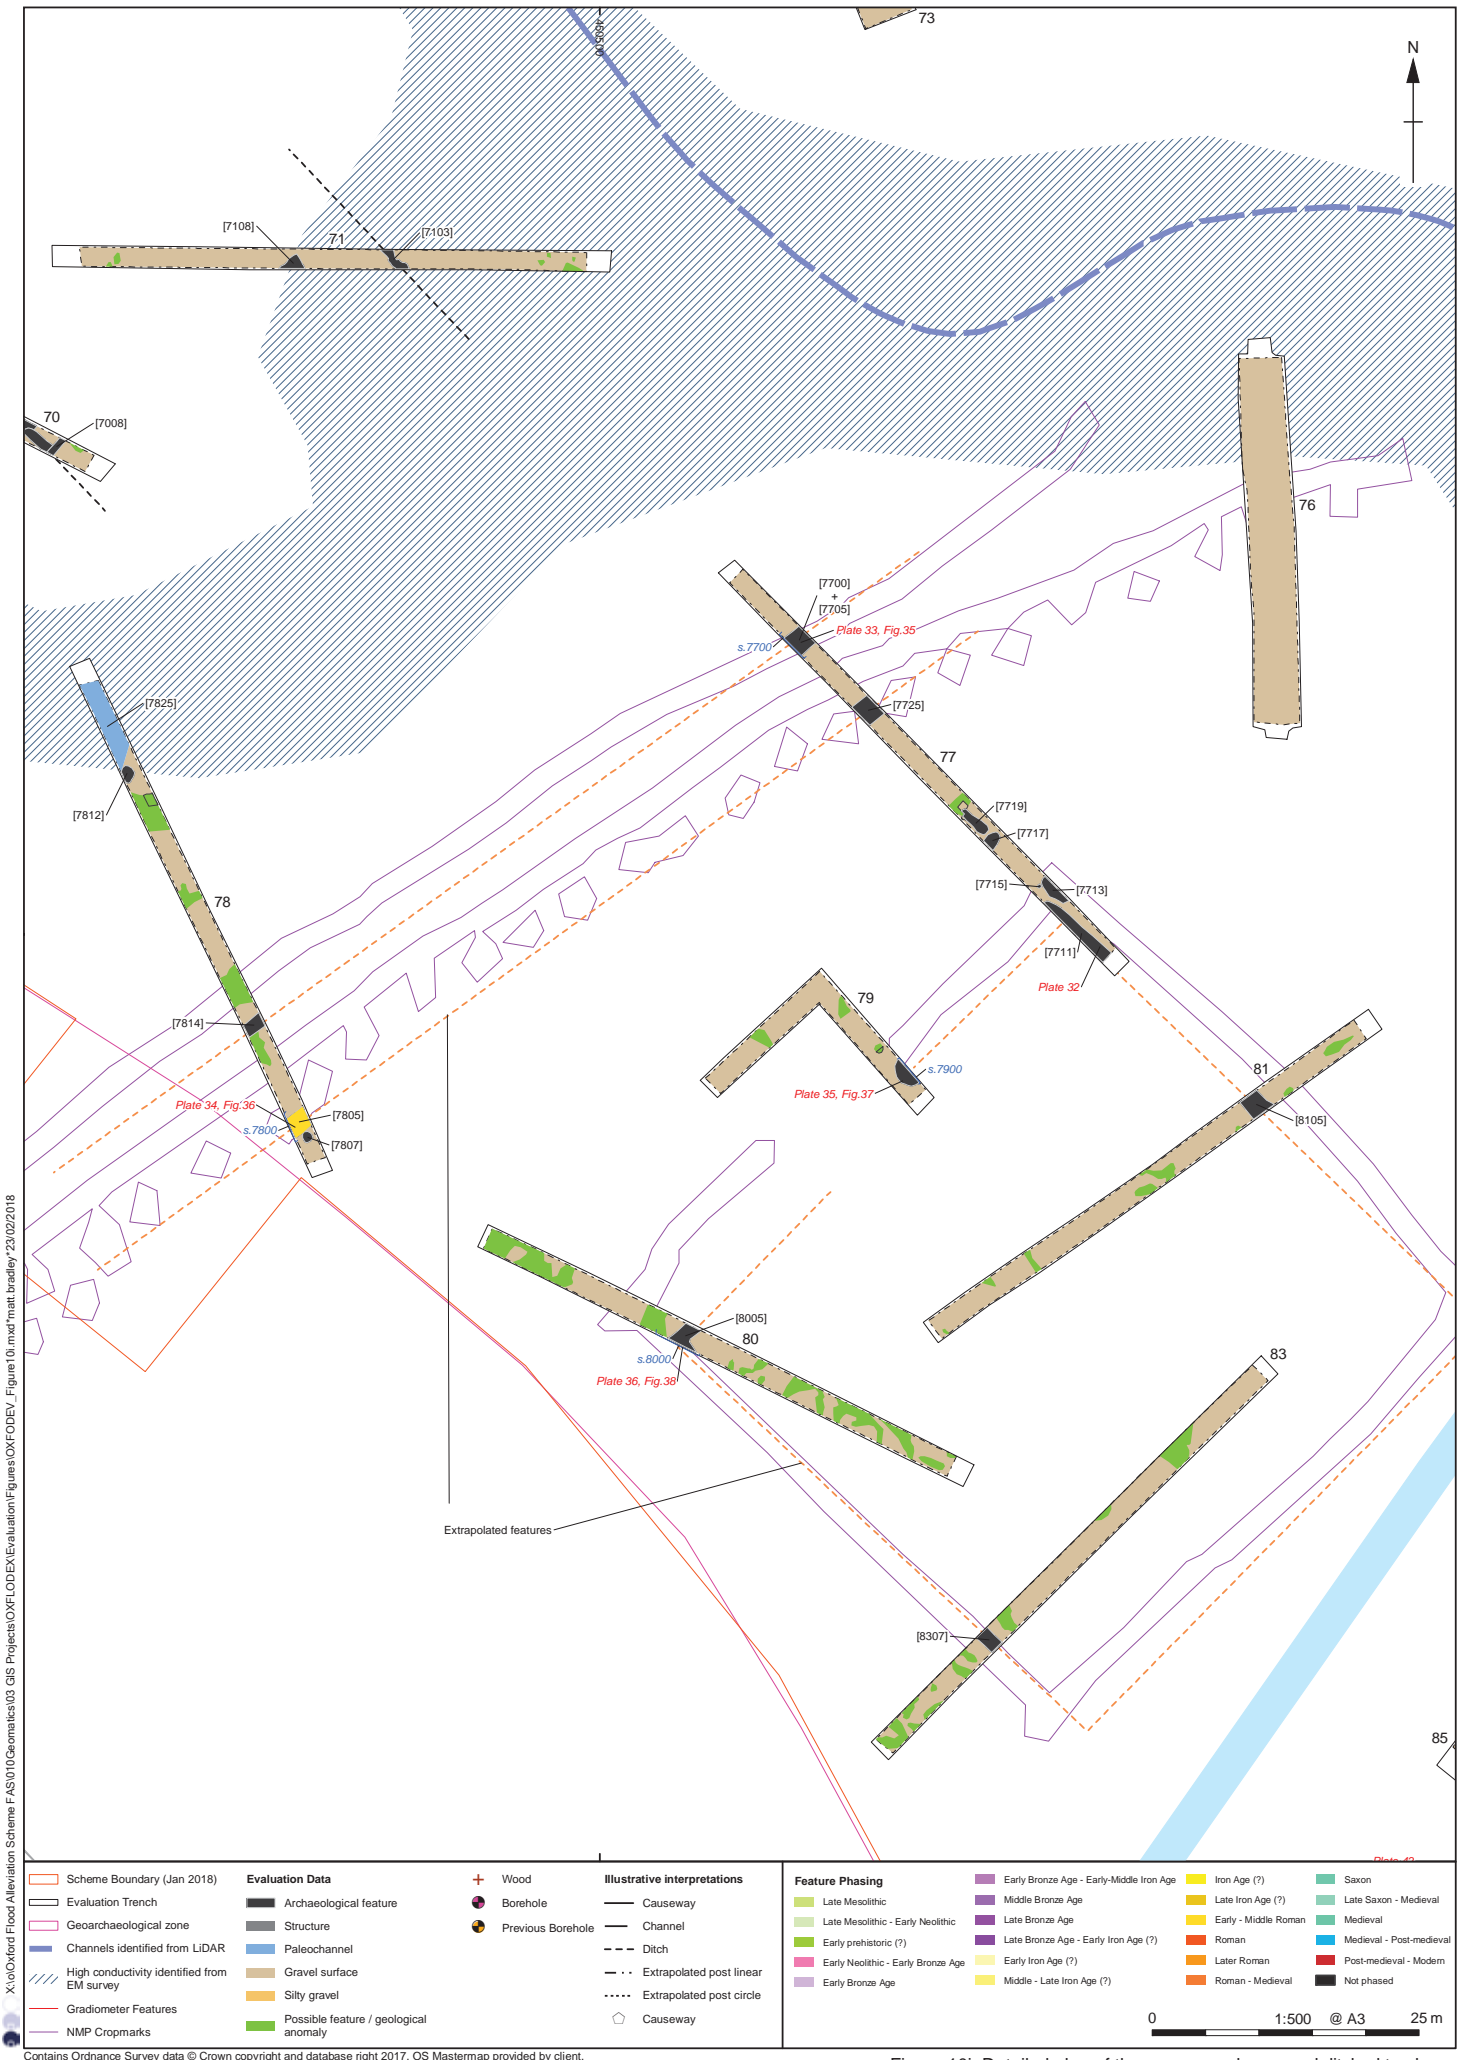 73
450500
N
[7108]
71
[7103]
70
[7008]
76
[7700]
+
[7705]
Plate 33, Fig.35
s.7700
[7725]
[7825]
77
[7812]
[7719]
[7717]
[7715]
[7713]
78
[7711]
Plate 32
79
[7814]
s.7900
81
Plate 35, Fig.37
Plate 34, Fig.36
[7805]
s.7800
[7807]
[8105]
[8005]
80
s.8000
83
Plate 36, Fig.38
Extrapolated features
[8307]
85
X:\o\Oxford Flood Alleviation Scheme F AS\010Geomatics\03 GIS Projects\OXFLODEX\Evaluation\Figures\OXFODEV_Figure10i.mxd*matt.bradley*23/02/2018
Scheme Boundary (Jan 2018)
Evaluation Trench
Geoarchaeological zone
Channels identified from LiDAR
High conductivity identified from
EM survey
Gradiometer Features
NMP Cropmarks
Evaluation Data
Archaeological feature
Structure
Paleochannel
Gravel surface
Silty gravel
Possible feature / geological
anomaly
Wood
Borehole
Previous Borehole
Illustrative interpretations
Causeway
Channel
Ditch
Extrapolated post linear
Extrapolated post circle
Causeway
Feature Phasing
Late Mesolithic
Late Mesolithic - Early Neolithic
Early prehistoric (?)
Early Neolithic - Early Bronze Age
Early Bronze Age
Early Bronze Age - Early-Middle Iron Age
Middle Bronze Age
Late Bronze Age
Late Bronze Age - Early Iron Age (?)
Early Iron Age (?)
Middle - Late Iron Age (?)
Iron Age (?)
Late Iron Age (?)
Early - Middle Roman
Roman
Later Roman
Roman - Medieval
Saxon
Late Saxon - Medieval
Medieval
Medieval - Post-medieval
Post-medieval - Modern
Not phased
0 1:500 @ A3 25 m
Contains Ordnance Survey data © Crown copyright and database right 2017. OS Mastermap provided by client.